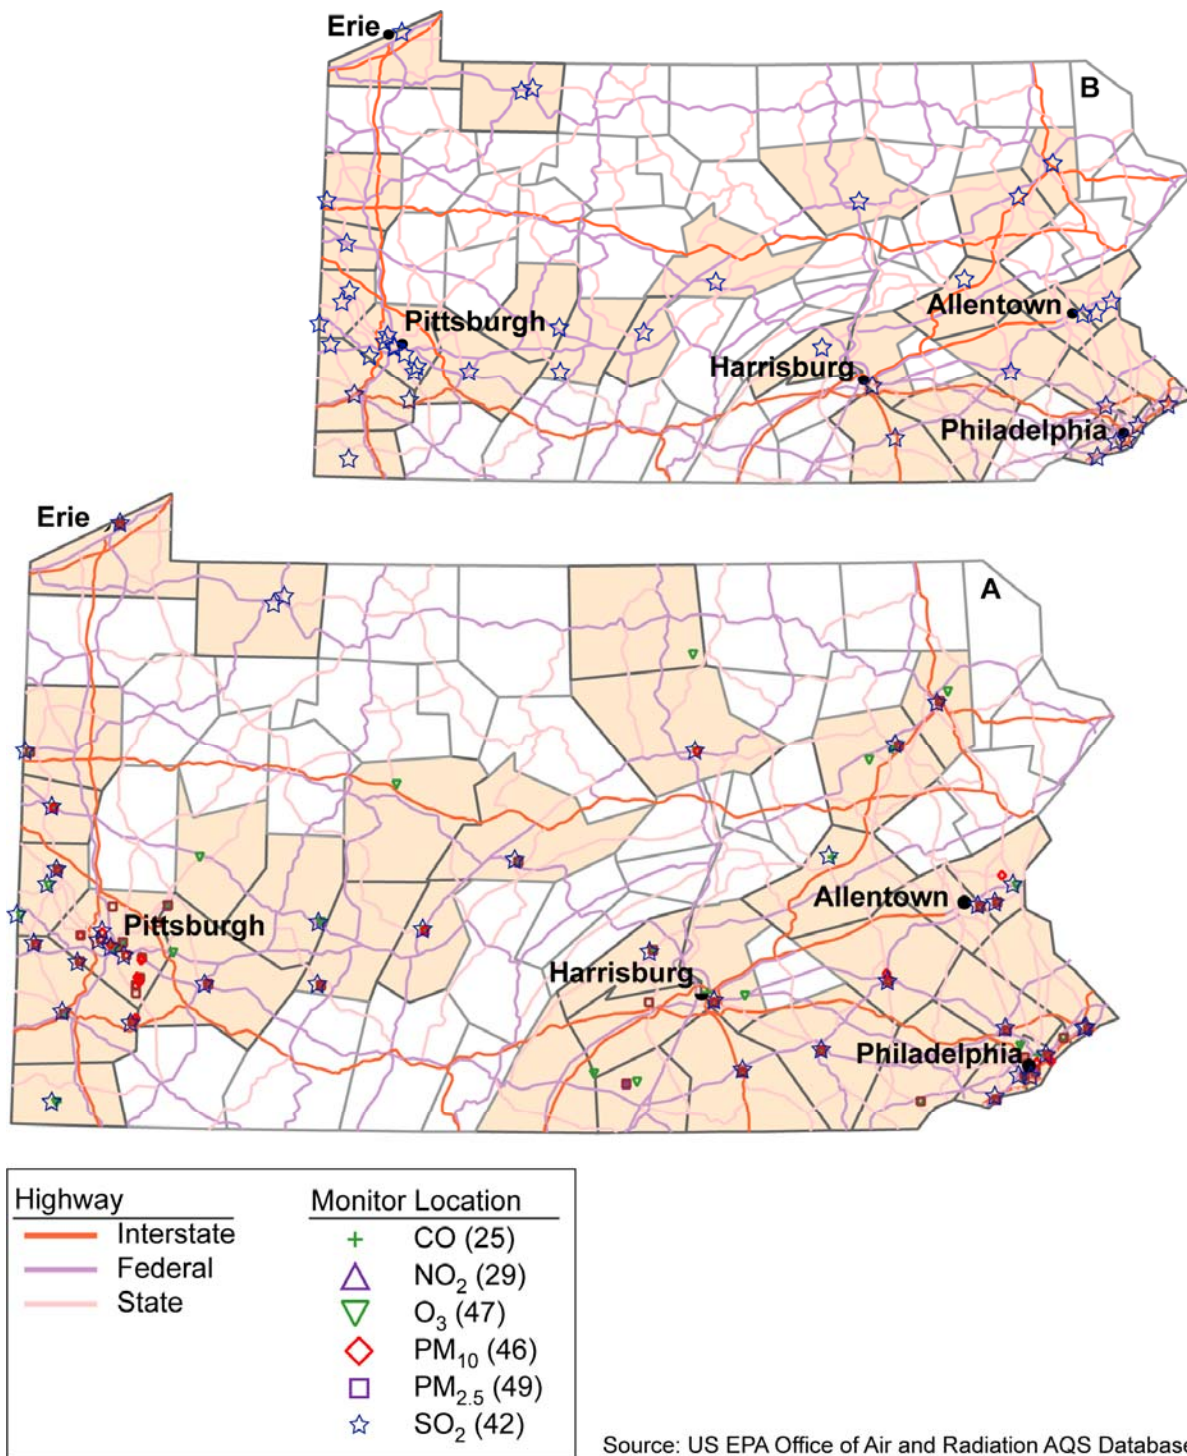 Erie
B
Pittsburgh
Allentown
Harrisburg
Philadelphia
Erie
A
Pittsburgh
Allentown
Harrisburg
Philadelphia
Highway
Interstate
Federal
State
Monitor Location
CO (25)
NO2 (29)
O3 (47)
PM10 (46)
PM2.5 (49)
SO2 (42)
Source: US EPA Office of Air and Radiation AQS Database